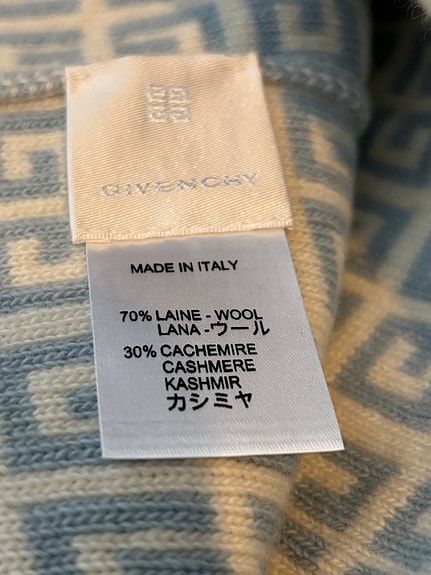 GIVENCHY
MADE IN ITALY
70% LAINE - WOOL
LANA -ウール
30% CACHEMIRE
CASHMERE
KASHMIR
カシミヤ